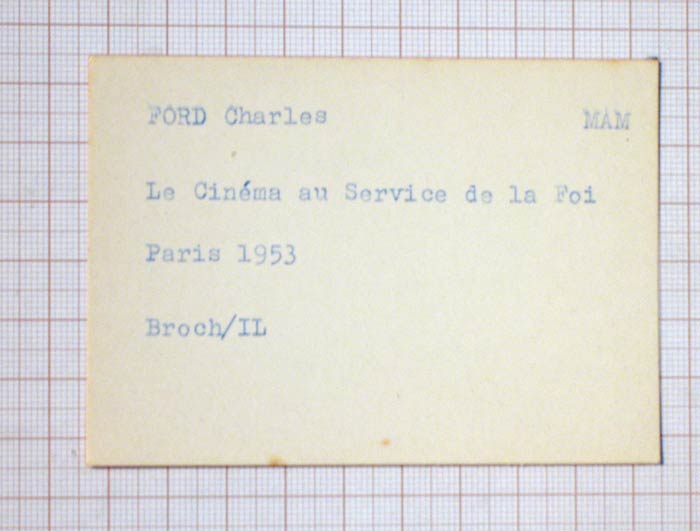 FORD Charles MAM
Le Cinéma au Service de la Foi
Paris 1953
Broch/IL